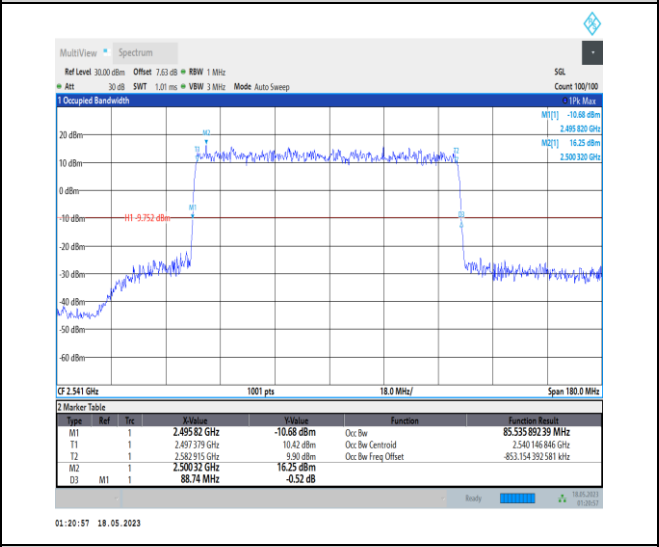 MultiView Spectrum
Ref Level 30.00 dBm Offset 7.63 dB RBW 1 MHz SGL
Att 30 dB SWT 1.01 ms VBW 3 MHz Mode Auto Sweep Count 100/100
1 Occupied Bandwidth 1Pk Max
M1[1] -10.68 dBm
2.495 820 GHz
M2[1] 16.25 dBm
2.500 320 GHz
20 dBm
M2
T1
T2
10 dBm
0 dBm
M1
-10 dBm
H1 -9.752 dBm
D3
-20 dBm
-30 dBm
-40 dBm
-50 dBm
-60 dBm
CF 2.541 GHz 1001 pts 18.0 MHz/ Span 180.0 MHz
2 Marker Table
Type Ref Trc X-Value Y-Value Function Function Result
M1 1 2.495 82 GHz -10.68 dBm Occ Bw 85.535 892 39 MHz
T1 1 2.497 379 GHz 10.42 dBm Occ Bw Centroid 2.540 146 846 GHz
T2 1 2.582 915 GHz 9.90 dBm Occ Bw Freq Offset -853.154 392 581 kHz
M2 1 2.500 32 GHz 16.25 dBm
D3 M1 1 88.74 MHz -0.52 dB
Ready 18.05.2023
01:20:57
01:20:57 18.05.2023